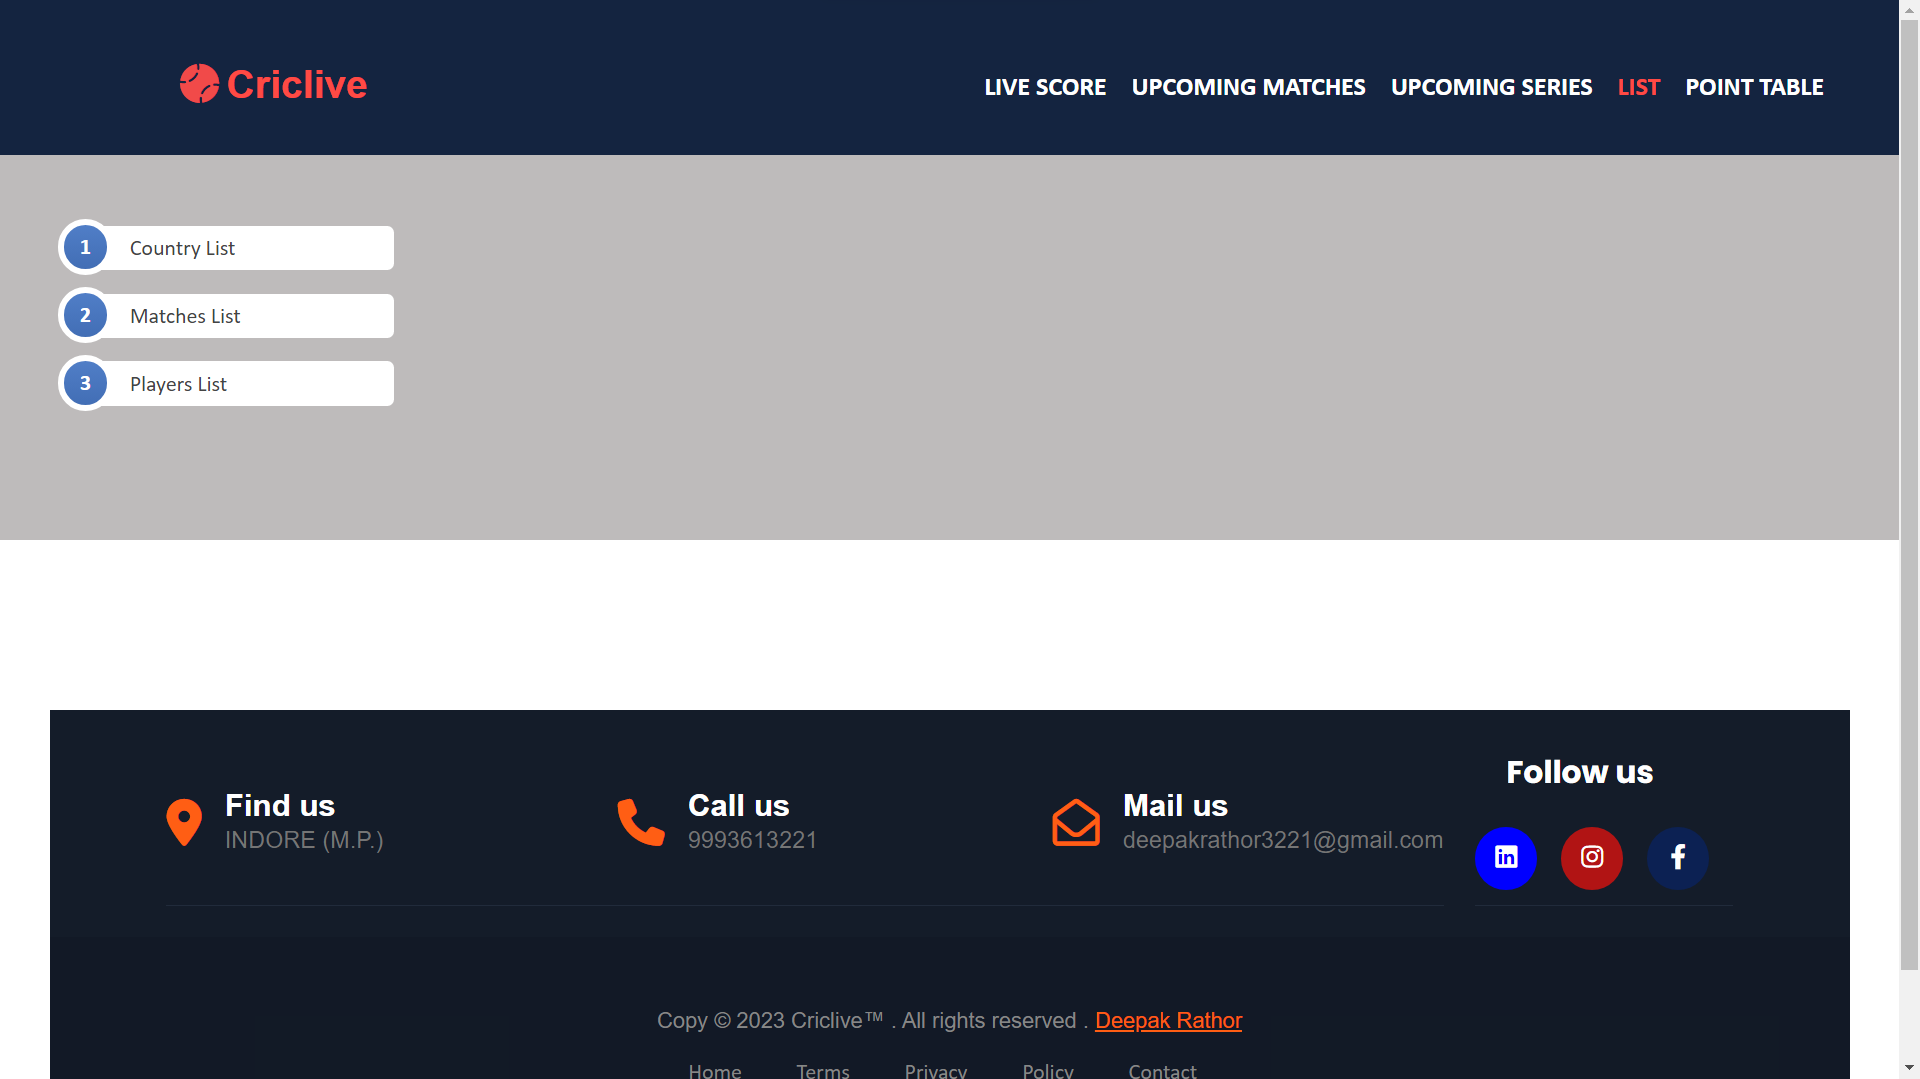 Criclive
LIVE SCORE UPCOMING MATCHES UPCOMING SERIES LIST POINT TABLE
1 Country List
2 Matches List
3 Players List
Follow us
Find us
INDORE (M.P.)
Call us
9993613221
Mail us
deepakrathor3221@gmail.com
Copy © 2023 Criclive™ . All rights reserved . Deepak Rathor
Home Terms Privacy Policy Contact